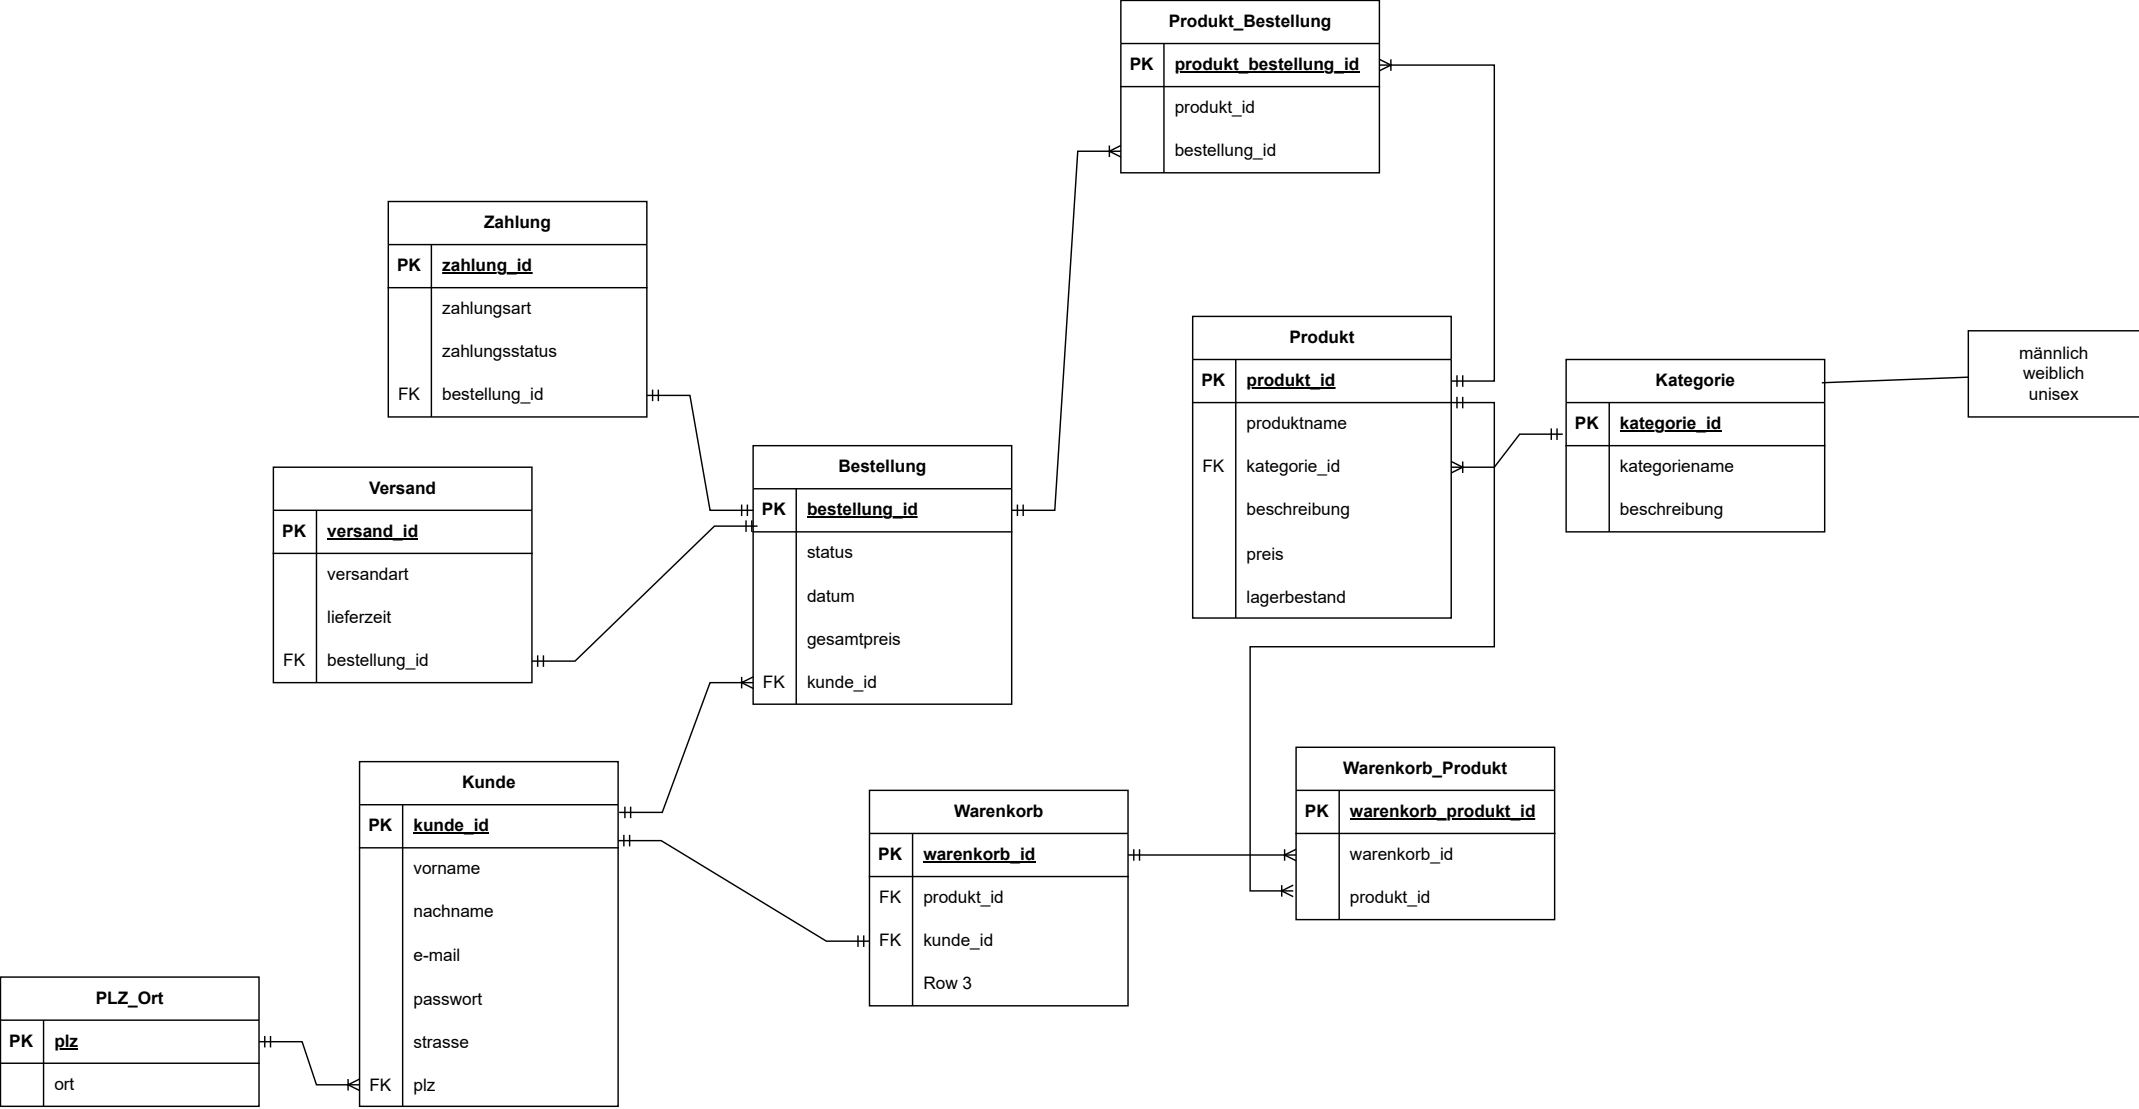 Produkt_Bestellung
PK produkt_bestellung_id
produkt_id
bestellung_id
Zahlung
PK zahlung_id
zahlungsart
zahlungsstatus
FK bestellung_id
Produkt
PK produkt_id
produktname
FK kategorie_id
beschreibung
preis
lagerbestand
Kategorie
PK kategorie_id
kategoriename
beschreibung
männlich
weiblich
unisex
Versand
PK versand_id
versandart
lieferzeit
FK bestellung_id
Bestellung
PK bestellung_id
status
datum
gesamtpreis
FK kunde_id
Kunde
PK kunde_id
vorname
nachname
e-mail
passwort
strasse
FK plz
Warenkorb
PK warenkorb_id
FK produkt_id
FK kunde_id
Row 3
Warenkorb_Produkt
PK warenkorb_produkt_id
warenkorb_id
produkt_id
PLZ_Ort
PK plz
ort